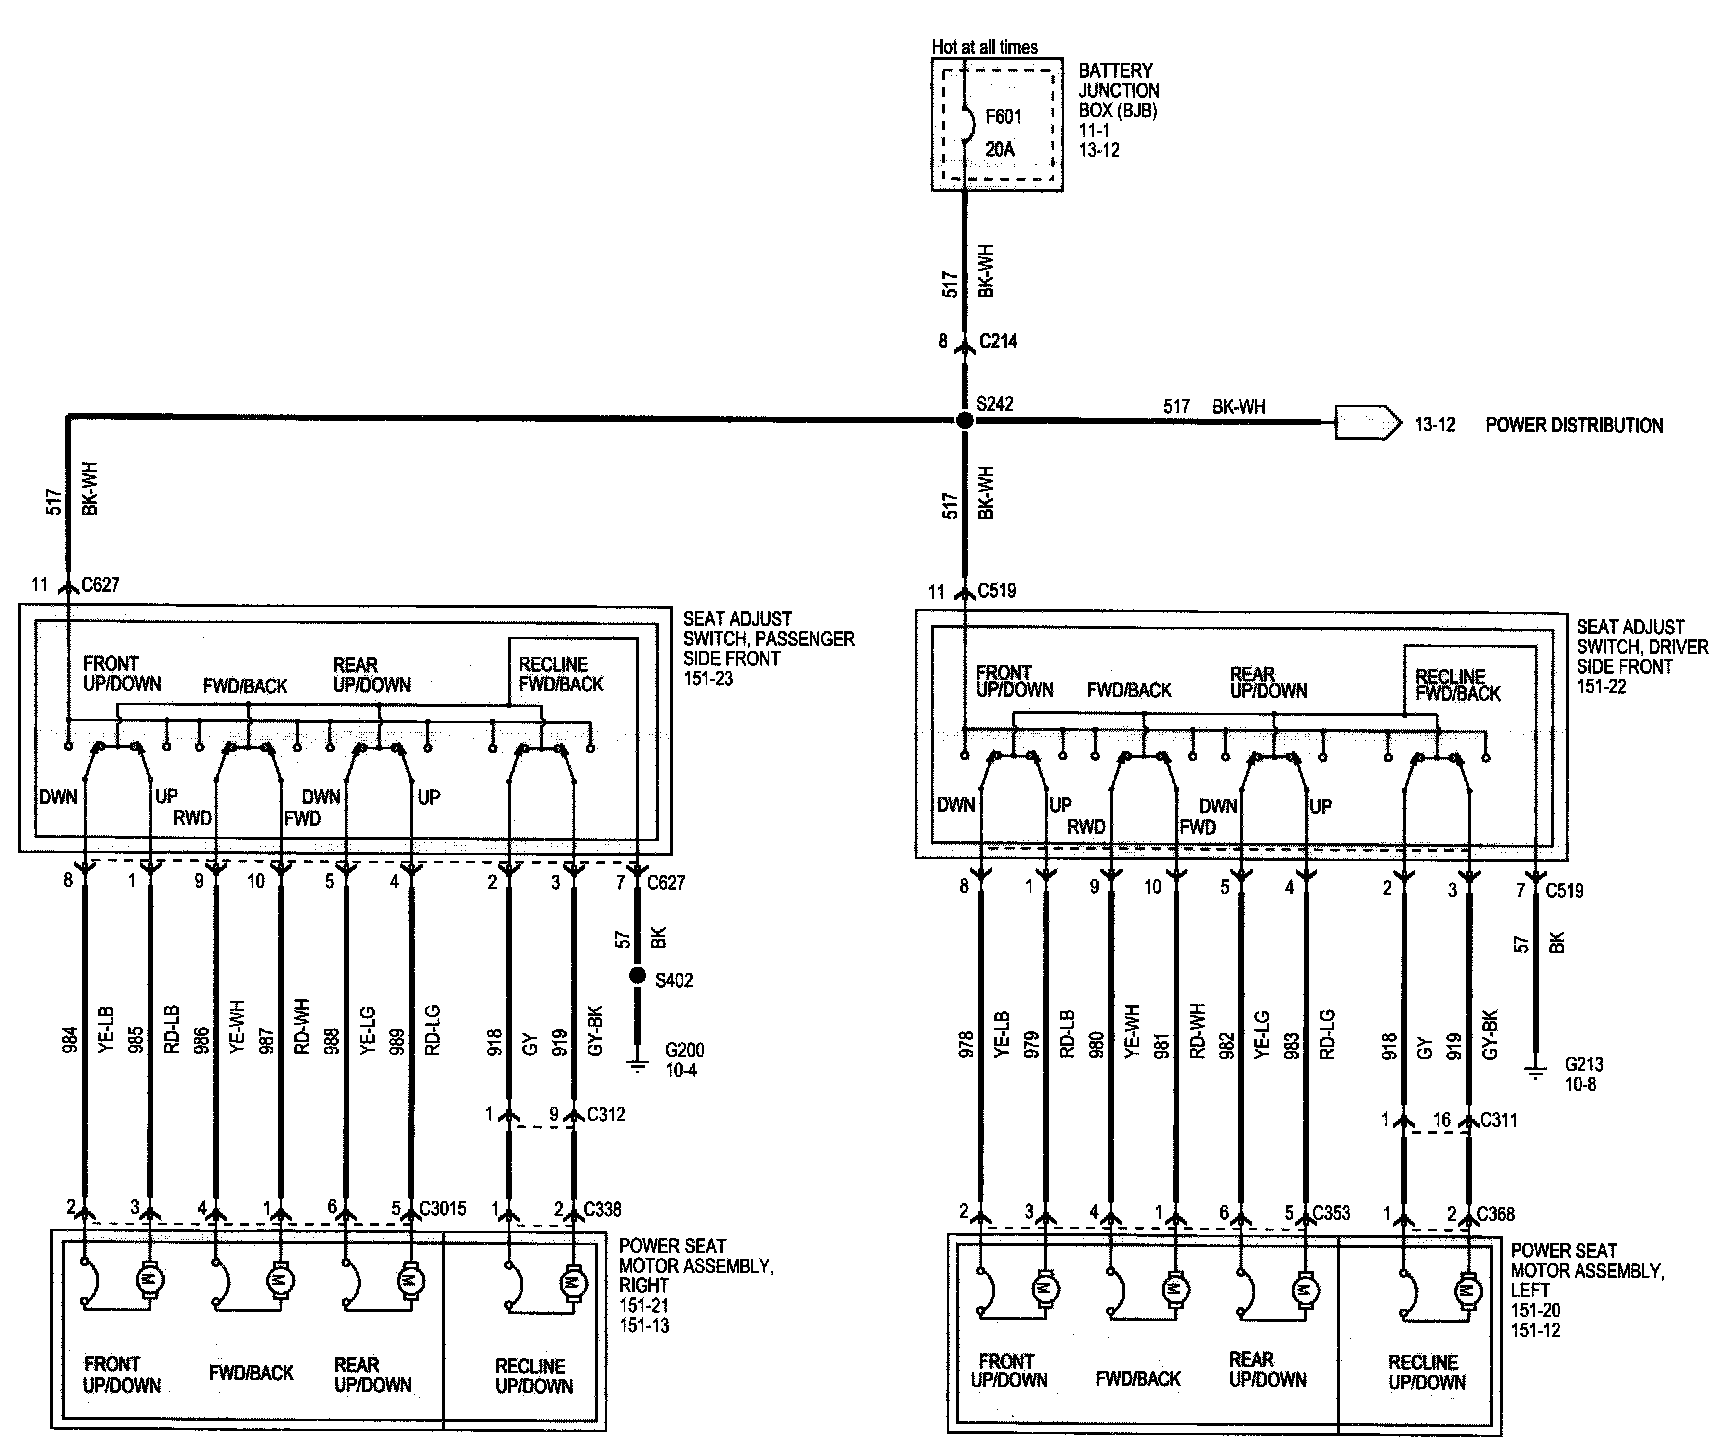 Hot at all times
BATTERY
JUNCTION
BOX (BJB)
11-1
13-12
F601
20A
517
BK-WH
8
C214
S242
517
BK-WH
13-12
POWER DISTRIBUTION
517
BK-WH
517
BK-WH
11
C627
11
C519
SEAT ADJUST
SWITCH, PASSENGER
SIDE FRONT
151-23
FRONT
UP/DOWN
FWD/BACK
REAR
UP/DOWN
RECLINE
FWD/BACK
DWN
UP
RWD
FWD
DWN
UP
SEAT ADJUST
SWITCH, DRIVER
SIDE FRONT
151-22
FRONT
UP/DOWN
FWD/BACK
REAR
UP/DOWN
RECLINE
FWD/BACK
DWN
UP
RWD
FWD
DWN
UP
8
1
9
10
5
4
2
3
7
C627
57
BK
S402
G200
10-4
984
YE-LB
985
RD-LB
986
YE-WH
987
RD-WH
988
YE-LG
989
RD-LG
918
GY
919
GY-BK
1
9
C312
2
3
4
1
6
5
C3015
1
2
C338
M
M
M
M
FRONT
UP/DOWN
FWD/BACK
REAR
UP/DOWN
RECLINE
UP/DOWN
POWER SEAT
MOTOR ASSEMBLY,
RIGHT
151-21
151-13
8
1
9
10
5
4
2
3
7
C519
57
BK
G213
10-8
978
YE-LB
979
RD-LB
980
YE-WH
981
RD-WH
982
YE-LG
983
RD-LG
918
GY
919
GY-BK
1
16
C311
2
3
4
1
6
5
C353
1
2
C368
M
M
M
M
FRONT
UP/DOWN
FWD/BACK
REAR
UP/DOWN
RECLINE
UP/DOWN
POWER SEAT
MOTOR ASSEMBLY,
LEFT
151-20
151-12